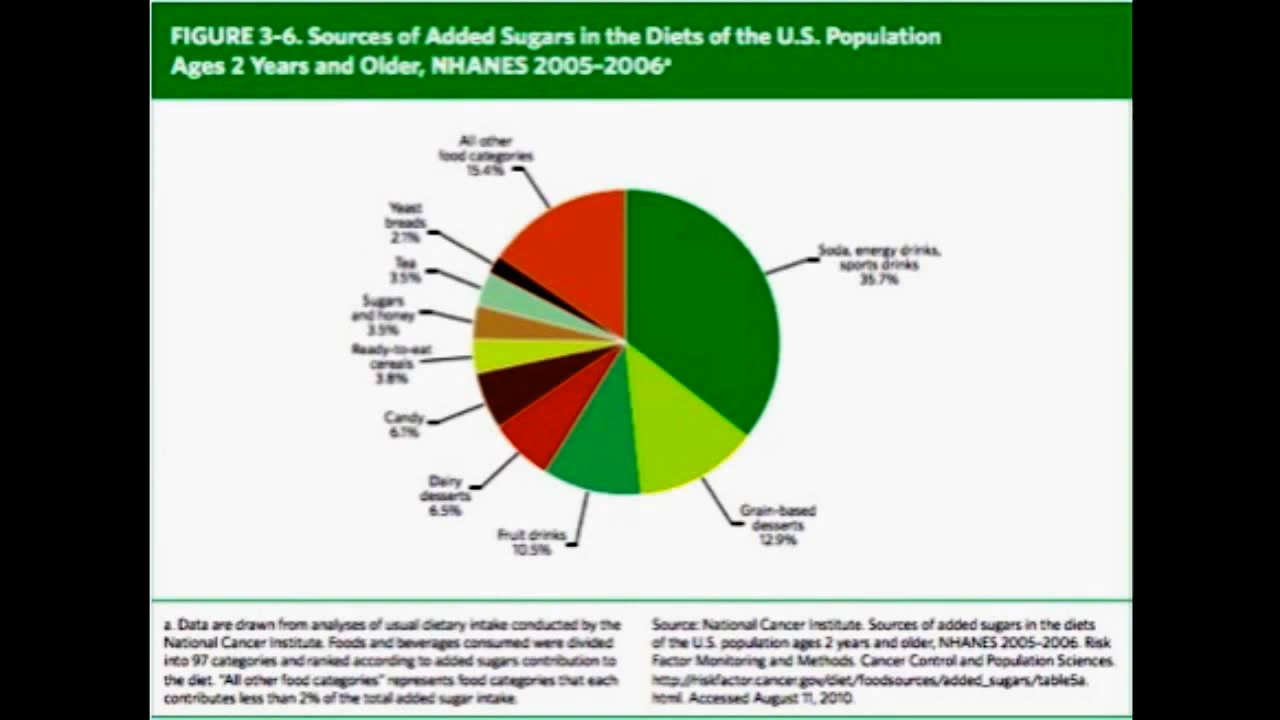 FIGURE 3-6. Sources of Added Sugars in the Diets of the U.S. Population
Ages 2 Years and Older, NHANES 2005–2006ᵃ
All other
food categories
15.4%
Soda, energy drinks,
sports drinks
35.7%
Yeast
breads
2.1%
Tea
3.5%
Sugars
and honey
3.5%
Ready-to-eat
cereals
3.8%
Candy
6.1%
Dairy
desserts
6.5%
Fruit drinks
10.5%
Grain-based
desserts
12.9%
a. Data are drawn from analyses of usual dietary intake conducted by the
National Cancer Institute. Foods and beverages consumed were divided
into 97 categories and ranked according to added sugars contribution to
the diet. "All other food categories" represents food categories that each
contributes less than 2% of the total added sugar intake.
Source: National Cancer Institute. Sources of added sugars in the diets
of the U.S. population ages 2 years and older, NHANES 2005–2006. Risk
Factor Monitoring and Methods. Cancer Control and Population Sciences.
http://riskfactor.cancer.gov/diet/foodsources/added_sugars/table5a.
html. Accessed August 11, 2010.